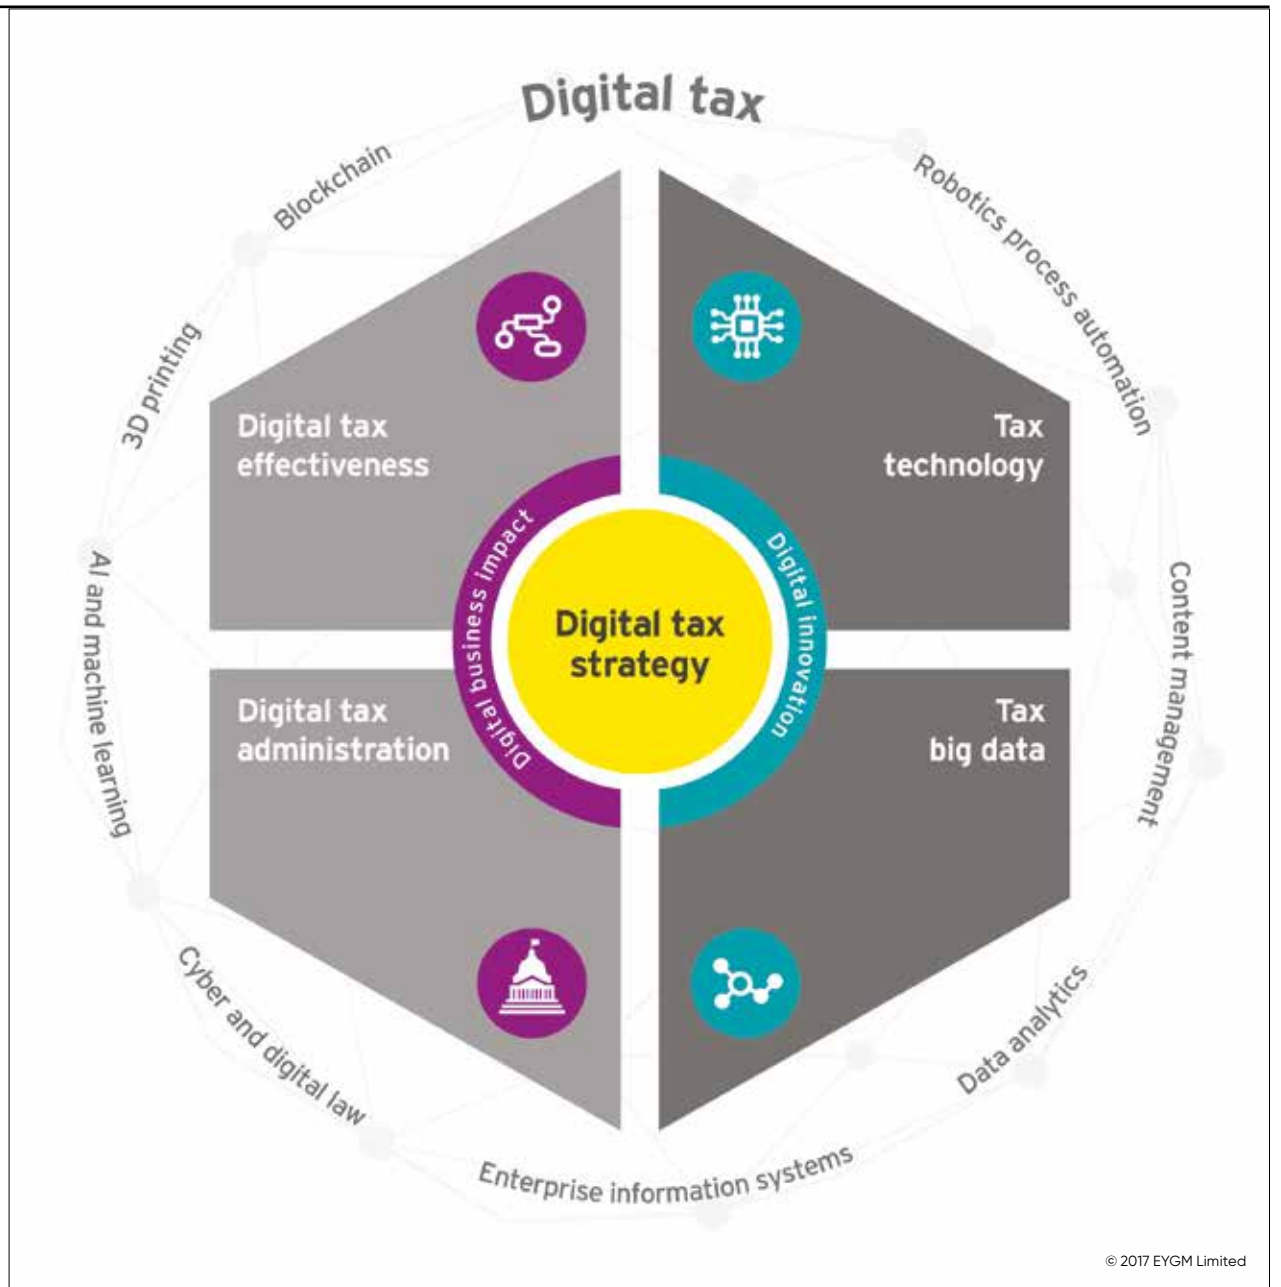 Digital tax
Blockchain
Robotics process automation
3D printing
Digital tax
effectiveness
Tax
technology
Digital business impact
Digital innovation
Digital tax
strategy
AI and machine learning
Content management
Digital tax
administration
Tax
big data
Cyber and digital law
Data analytics
Enterprise information systems
© 2017 EYGM Limited